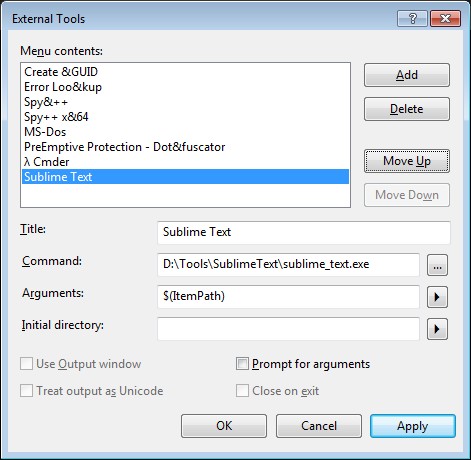 External Tools
?
Menu contents:
Create &GUID
Error Loo&kup
Spy&++
Spy++ x&64
MS-Dos
PreEmptive Protection - Dot&fuscator
λ Cmder
Sublime Text
Add
Delete
Move Up
Move Down
Title:
Sublime Text
Command:
D:\Tools\SublimeText\sublime_text.exe
...
Arguments:
$(ItemPath)
Initial directory:
Use Output window
Prompt for arguments
Treat output as Unicode
Close on exit
OK
Cancel
Apply